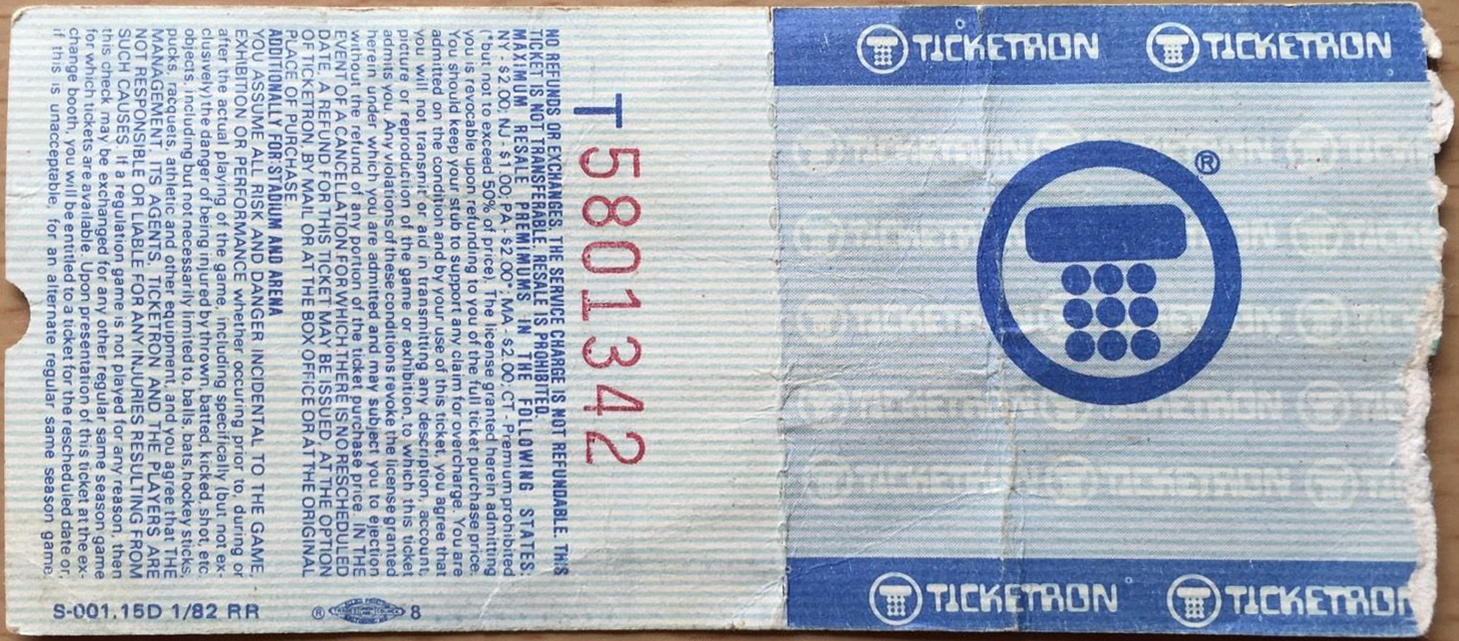 NO REFUNDS OR EXCHANGES. THE SERVICE CHARGE IS NOT REFUNDABLE. THIS
TICKET IS NOT TRANSFERABLE. RESALE IS PROHIBITED.
MAXIMUM RESALE PREMIUMS IN THE FOLLOWING STATES:
NY - $2.00; NJ - $1.00; PA - $2.00*; MA - $2.00; CT - Premium prohibited
(*but not to exceed 50% of price). The license granted herein admitting
you is revocable upon refunding to you of the full ticket purchase price.
You should keep your stub to support any claim for overcharge. You are
admitted on the condition, and by your use of this ticket, you agree that
you will not transmit or aid in transmitting any description, account,
picture or reproduction of the game or exhibition, to which this ticket
admits you. Any violations of these conditions revoke the license granted
herein under which you are admitted and may subject you to ejection
without the refund of any portion of the ticket purchase price. IN THE
EVENT OF A CANCELLATION FOR WHICH THERE IS NO RESCHEDULED
DATE, A REFUND FOR THIS TICKET MAY BE ISSUED, AT THE OPTION
OF TICKETRON, BY MAIL OR AT THE BOX OFFICE OR AT THE ORIGINAL
PLACE OF PURCHASE.
ADDITIONALLY FOR STADIUM AND ARENA
YOU ASSUME ALL RISK AND DANGER INCIDENTAL TO THE GAME,
EXHIBITION OR PERFORMANCE whether occuring prior to, during or
after the actual playing of the game, including specifically (but not ex-
clusively) the danger of being injured by thrown, batted, kicked, shot, etc.
objects, including but not necessarily limited to, balls, bats, hockey sticks,
pucks, racquets, athletic and other equipment, and you agree that THE
MANAGEMENT, ITS AGENTS, TICKETRON AND THE PLAYERS ARE
NOT RESPONSIBLE OR LIABLE FOR ANY INJURIES RESULTING FROM
SUCH CAUSES. If a regulation game is not played for any reason, then
this check may be exchanged for any other regular same season game
for which tickets are available. Upon presentation of this ticket at the ex-
change booth, you will be entitled to a ticket for the rescheduled date or,
if this is unacceptable, for an alternate regular same season game.
T 5801342
S-001.15D 1/82 RR ® 8
TICKETRON TICKETRON
®
TICKETRON
TICKETRON
TICKETRON
TICKETRON
TICKETRON
TICKETRON TICKETRON